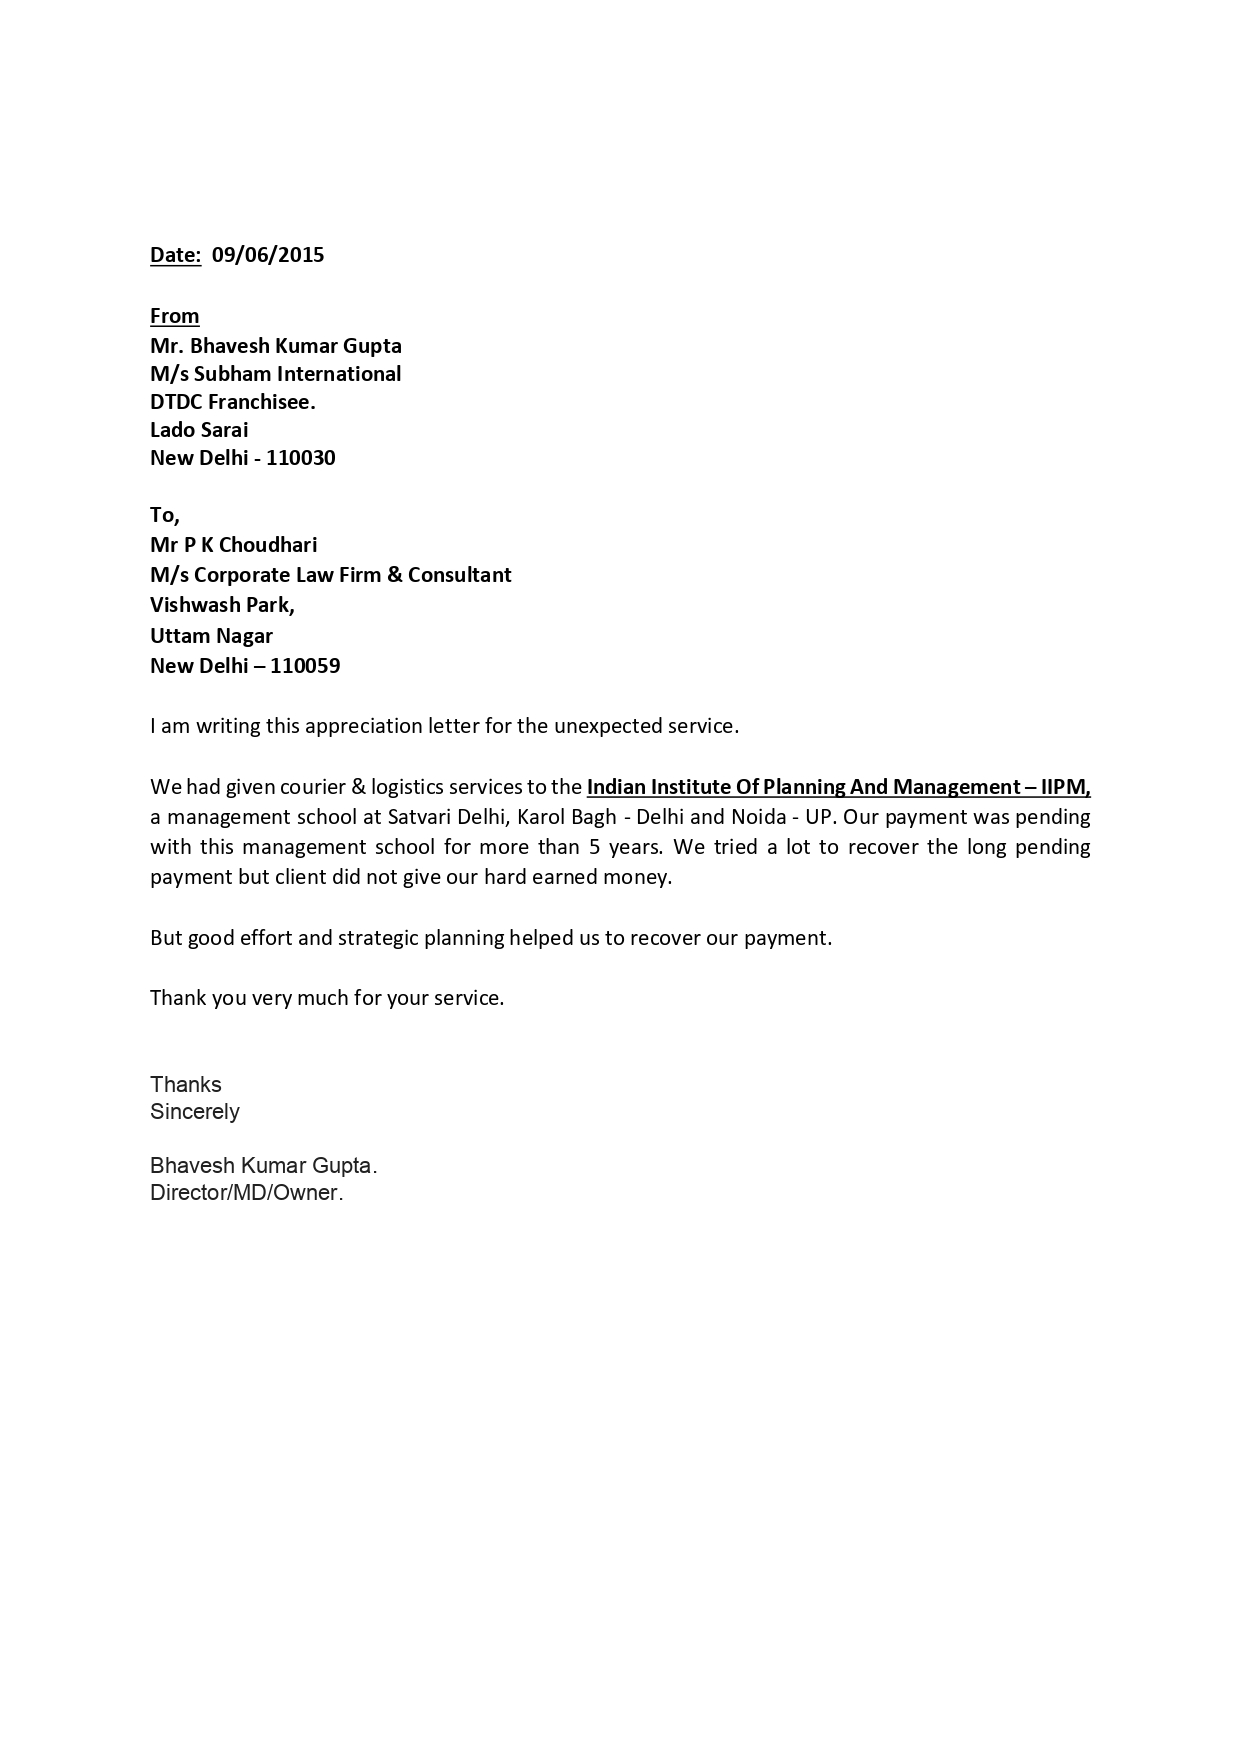 Date: 09/06/2015
From
Mr. Bhavesh Kumar Gupta
M/s Subham International
DTDC Franchisee.
Lado Sarai
New Delhi - 110030
To,
Mr P K Choudhari
M/s Corporate Law Firm & Consultant
Vishwash Park,
Uttam Nagar
New Delhi – 110059
I am writing this appreciation letter for the unexpected service.
We had given courier & logistics services to the Indian Institute Of Planning And Management – IIPM,
a management school at Satvari Delhi, Karol Bagh - Delhi and Noida - UP. Our payment was pending
with this management school for more than 5 years. We tried a lot to recover the long pending
payment but client did not give our hard earned money.
But good effort and strategic planning helped us to recover our payment.
Thank you very much for your service.
Thanks
Sincerely
Bhavesh Kumar Gupta.
Director/MD/Owner.